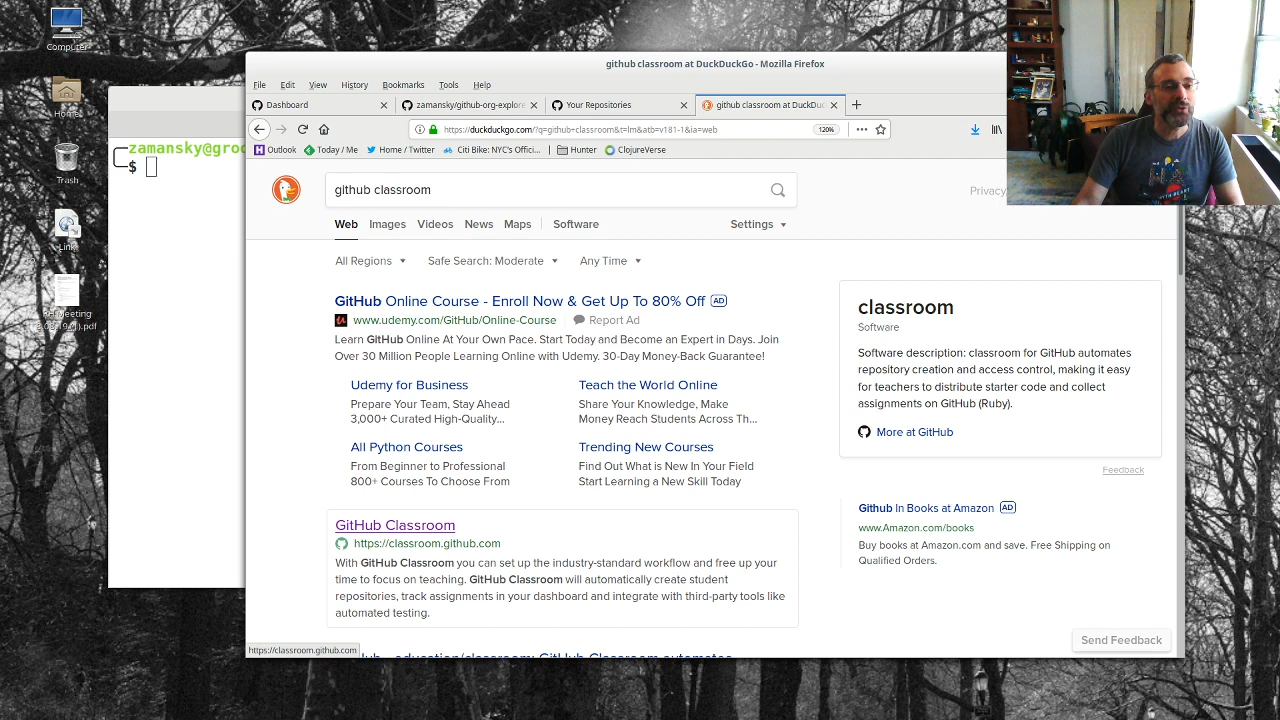 Computer
Home
Trash
Link
zamansky@gro
$
github classroom at DuckDuckGo - Mozilla Firefox
File Edit View History Bookmarks Tools Help
Dashboard
zamansky/github-org-explore
Your Repositories
github classroom at DuckDuc
https://duckduckgo.com/?q=github+classroom&t=lm&atb=v181-1&ia=web
120%
Outlook
Today / Me
Home / Twitter
Citi Bike: NYC's Offici...
Hunter
ClojureVerse
github classroom
Privacy
Web Images Videos News Maps Software Settings
All Regions Safe Search: Moderate Any Time
GitHub Online Course - Enroll Now & Get Up To 80% Off AD
www.udemy.com/GitHub/Online-Course Report Ad
Learn GitHub Online At Your Own Pace. Start Today and Become an Expert in Days. Join
Over 30 Million People Learning Online with Udemy. 30-Day Money-Back Guarantee!
Udemy for Business
Prepare Your Team, Stay Ahead
3,000+ Curated High-Quality...
Teach the World Online
Share Your Knowledge, Make
Money Reach Students Across Th...
All Python Courses
From Beginner to Professional
800+ Courses To Choose From
Trending New Courses
Find Out What is New In Your Field
Start Learning a New Skill Today
GitHub Classroom
https://classroom.github.com
With GitHub Classroom you can set up the industry-standard workflow and free up your
time to focus on teaching. GitHub Classroom will automatically create student
repositories, track assignments in your dashboard and integrate with third-party tools like
automated testing.
https://classroom.github.com
classroom
Software
Software description: classroom for GitHub automates
repository creation and access control, making it easy
for teachers to distribute starter code and collect
assignments on GitHub (Ruby).
More at GitHub
Feedback
Github In Books at Amazon AD
www.Amazon.com/books
Buy books at Amazon.com and save. Free Shipping on
Qualified Orders.
Send Feedback